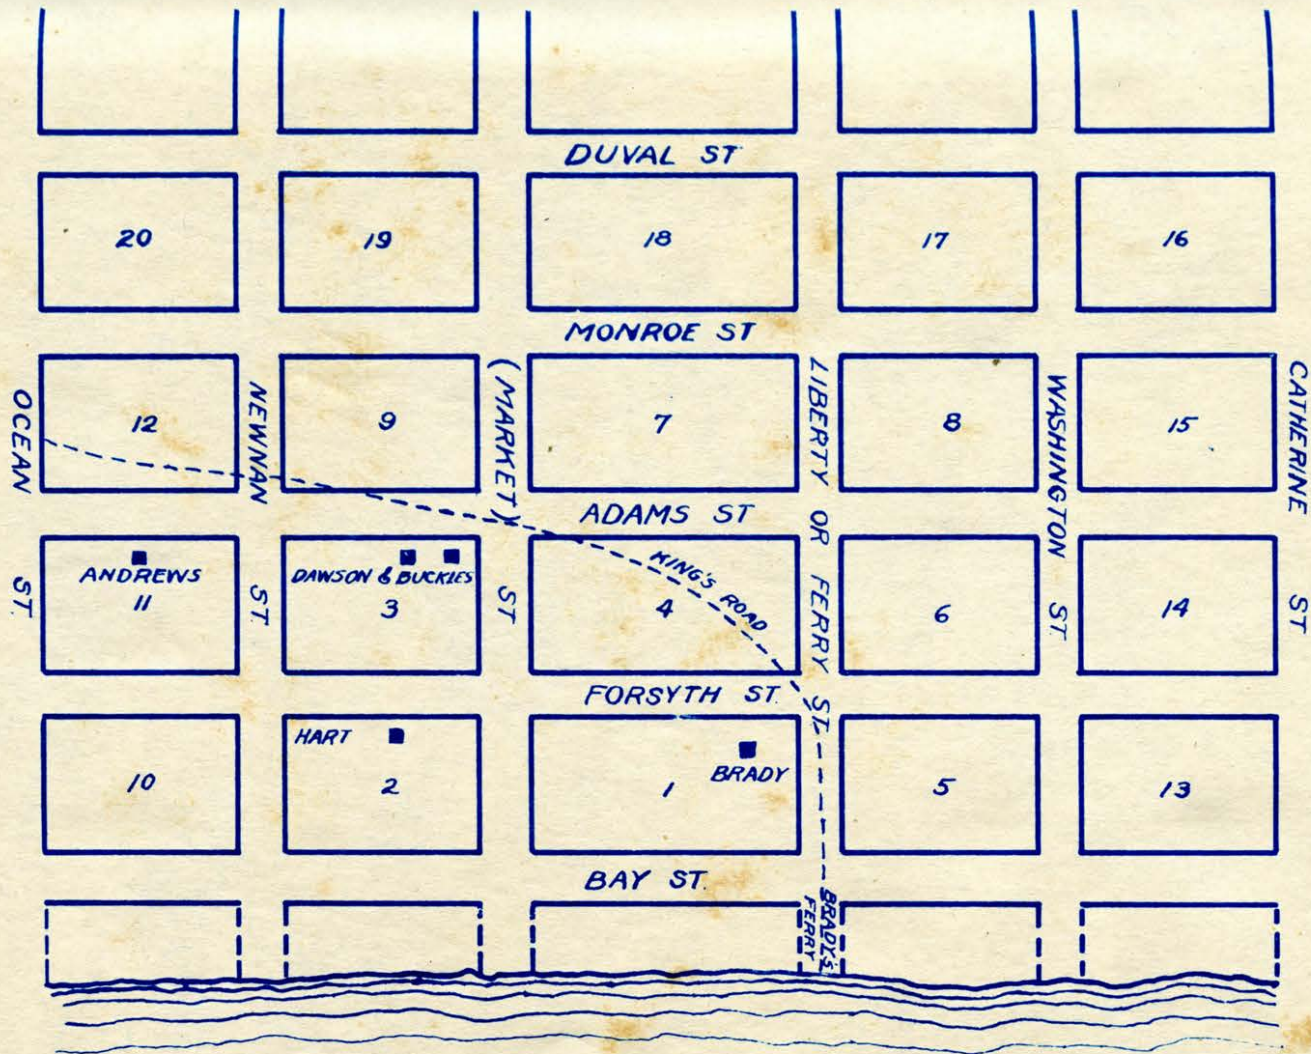 DUVAL ST
20
19
18
17
16
MONROE ST
12
9
7
8
15
OCEAN ST.
NEWNAN ST.
(MARKET) ST
LIBERTY OR FERRY ST.
WASHINGTON ST.
CATHERINE ST
ADAMS ST
ANDREWS
11
DAWSON & BUCKLES
3
KING'S ROAD
4
6
14
FORSYTH ST.
HART
2
BRADY
10
1
5
13
BAY ST.
BRADY'S
FERRY